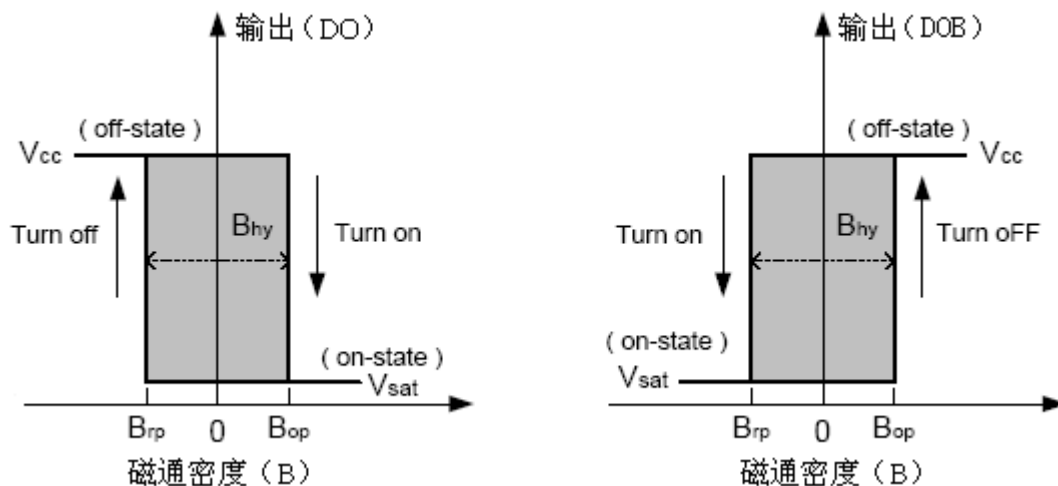 输出(DO)
( off-state )
Vcc
Turn off
Bhy
Turn on
( on-state )
Vsat
Brp
0
Bop
磁通密度(B)
输出(DOB)
( off-state )
Vcc
Turn on
Bhy
Turn oFF
( on-state )
Vsat
Brp
0
Bop
磁通密度(B)